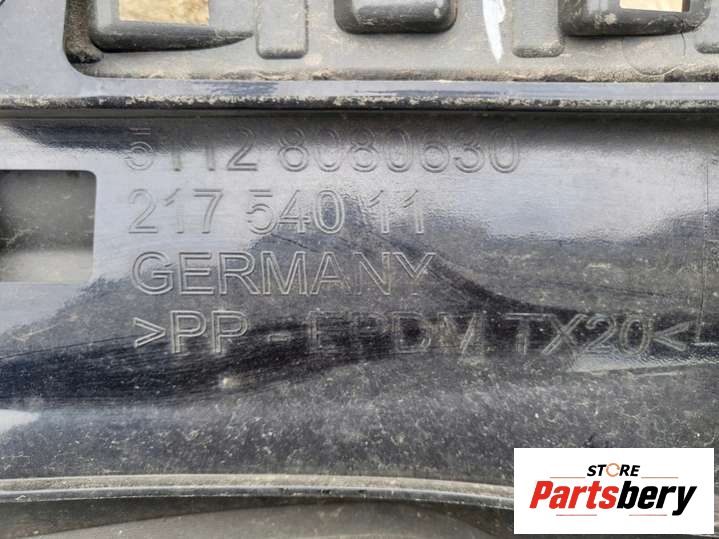 5112 8080630
217 540 11
GERMANY
>PP - EPDM TX20<
STORE
Partsbery